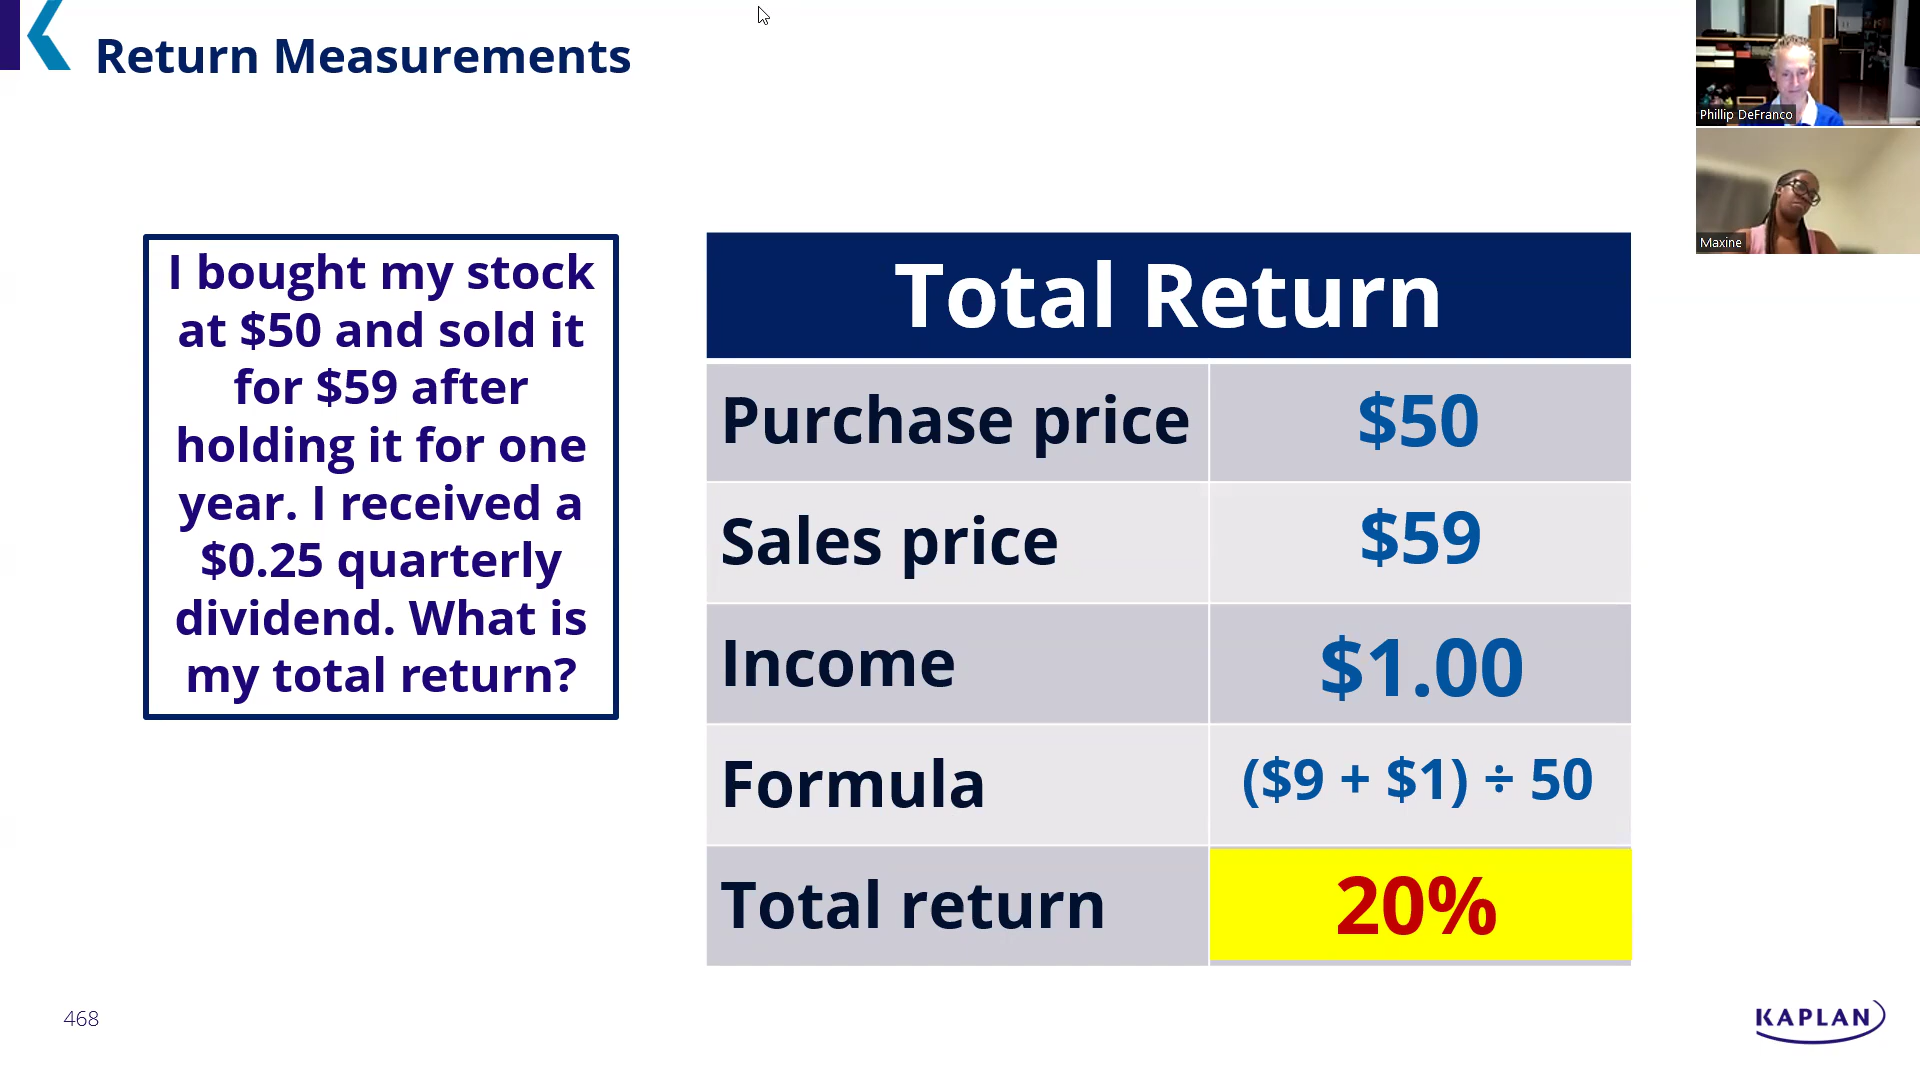 Return Measurements
Phillip DeFranco
Maxine
I bought my stock
at $50 and sold it
for $59 after
holding it for one
year. I received a
$0.25 quarterly
dividend. What is
my total return?
Total Return
Purchase price $50
Sales price $59
Income $1.00
Formula ($9 + $1) ÷ 50
Total return 20%
468
KAPLAN